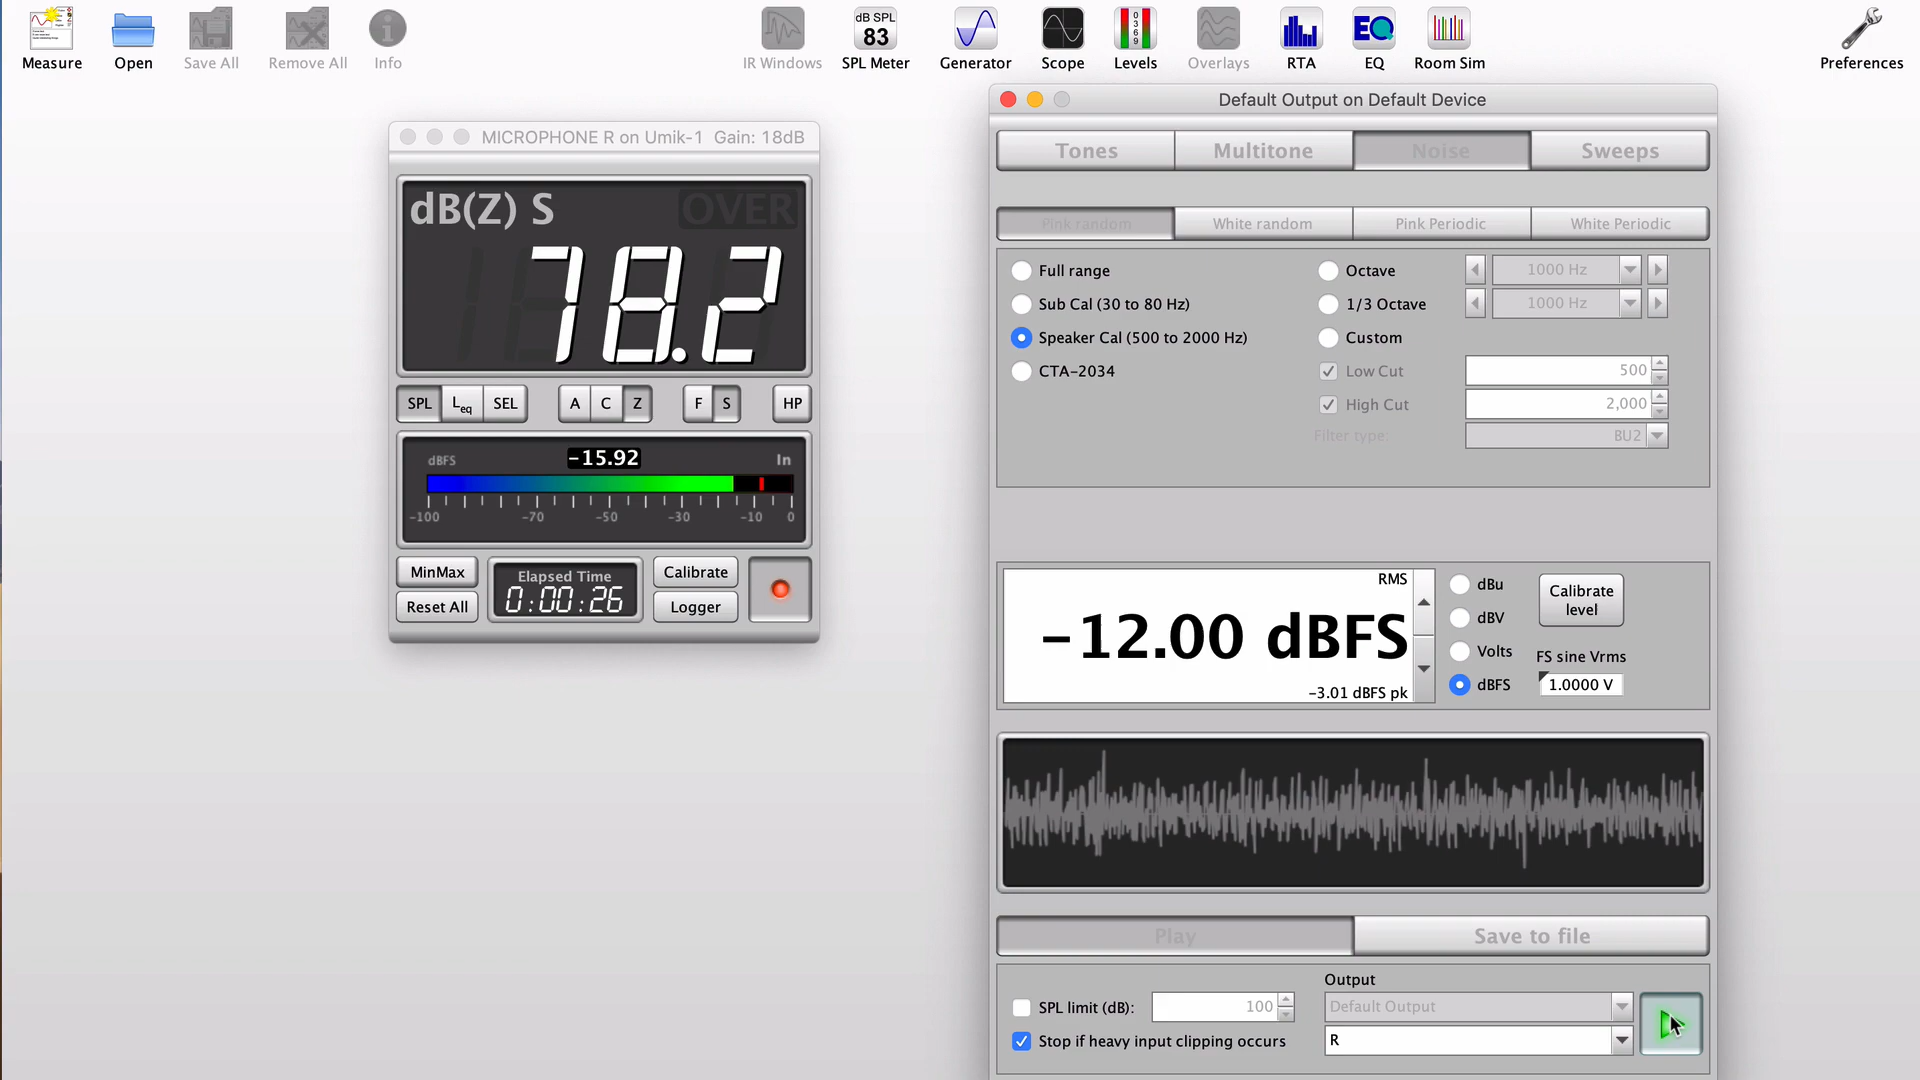 Measure
Open
Save All
Remove All
Info
IR Windows
dB SPL
83
SPL Meter
Generator
Scope
0 3 6 9
Levels
Overlays
RTA
EQ
EQ
Room Sim
Preferences
MICROPHONE R on Umik-1 Gain: 18dB
dB(Z) S
OVER
78.2
SPL Leq SEL A C Z F S HP
dBFS -15.92 In
-100 -70 -50 -30 -10 0
MinMax
Reset All
Elapsed Time
0:00:26
Calibrate
Logger
Default Output on Default Device
Tones Multitone Noise Sweeps
Pink random White random Pink Periodic White Periodic
Full range
Sub Cal (30 to 80 Hz)
Speaker Cal (500 to 2000 Hz)
CTA-2034
Octave 1000 Hz
1/3 Octave 1000 Hz
Custom
Low Cut 500
High Cut 2,000
Filter type: BU2
RMS
-12.00 dBFS
-3.01 dBFS pk
dBu
dBV
Volts
dBFS
Calibrate
level
FS sine Vrms
1.0000 V
Play Save to file
SPL limit (dB): 100
Stop if heavy input clipping occurs
Output
Default Output
R